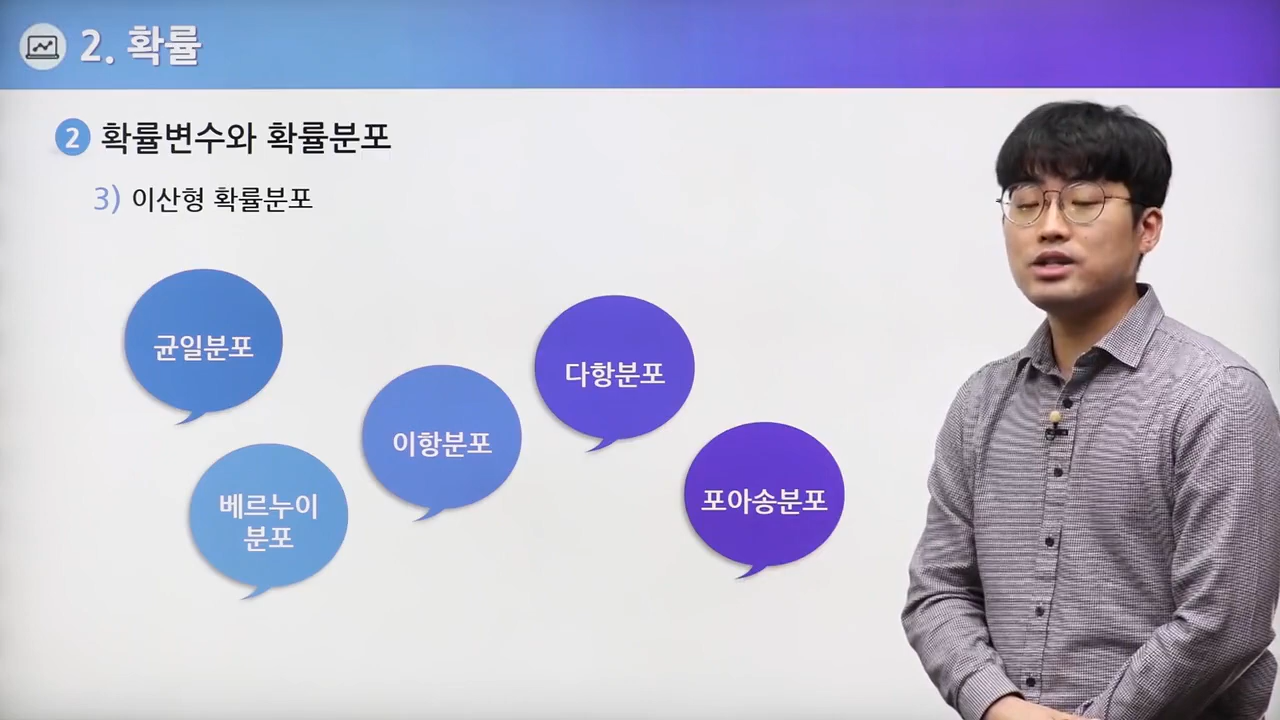 2. 확률
2 확률변수와 확률분포
3) 이산형 확률분포
균일분포
다항분포
이항분포
베르누이
분포
포아송분포